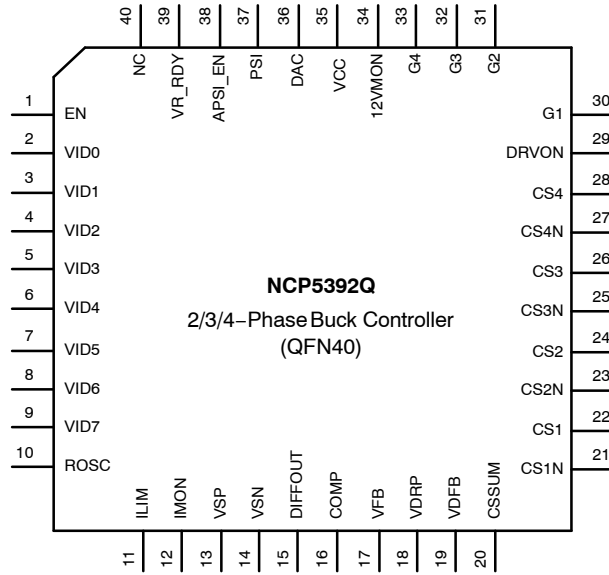 40 39 38 37 36 35 34 33 32 31
NC VR_RDY APSI_EN PSI DAC VCC 12VMON G4 G3 G2
1 EN
2 VID0
3 VID1
4 VID2
5 VID3
6 VID4
7 VID5
8 VID6
9 VID7
10 ROSC
NCP5392Q
2/3/4−Phase Buck Controller
(QFN40)
G1 30
DRVON 29
CS4 28
CS4N 27
CS3 26
CS3N 25
CS2 24
CS2N 23
CS1 22
CS1N 21
ILIM IMON VSP VSN DIFFOUT COMP VFB VDRP VDFB CSSUM
11 12 13 14 15 16 17 18 19 20